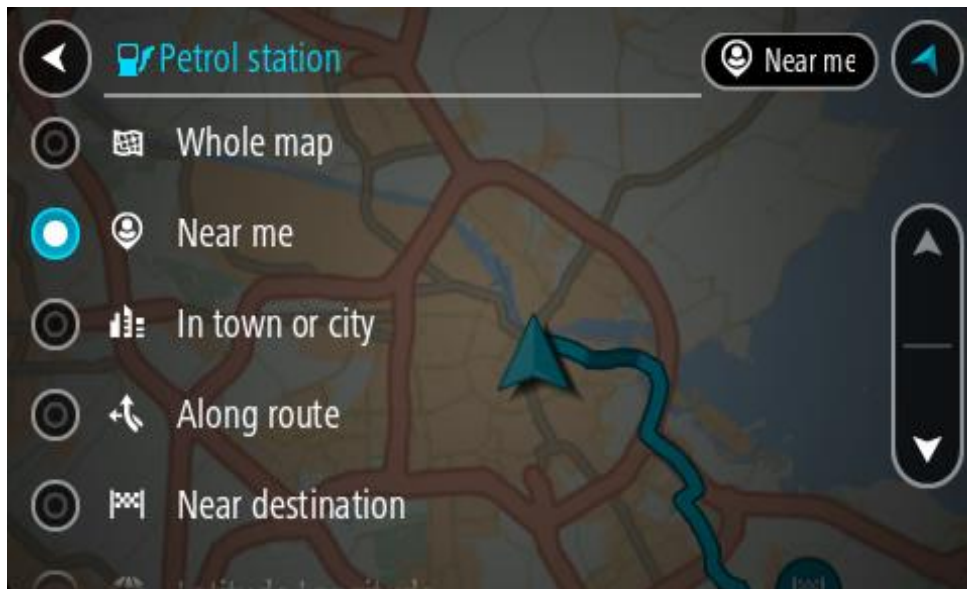 Petrol station
Near me
Whole map
Near me
In town or city
Along route
Near destination